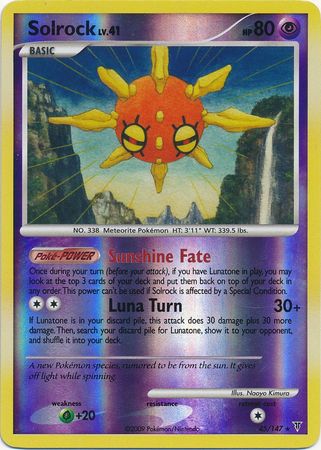 Solrock LV.41 HP 80
BASIC
NO. 338 Meteorite Pokémon HT: 3'11" WT: 339.5 lbs.
Poké-POWER Sunshine Fate
Once during your turn (before your attack), if you have Lunatone in play, you may
look at the top 3 cards of your deck and put them back on top of your deck
in any order. This power can't be used if Solrock is affected by a Special Condition.
Luna Turn 30+
If Lunatone is in your discard pile, this attack does 30 damage plus 30 more
damage. Then, search your discard pile for Lunatone, show it to your opponent,
and shuffle it into your deck.
A new Pokémon species, rumored to be from the sun. It gives
off light while spinning.
Illus. Naoyo Kimura
weakness resistance retreat cost
+20
45/147
©2009 Pokémon/Nintendo